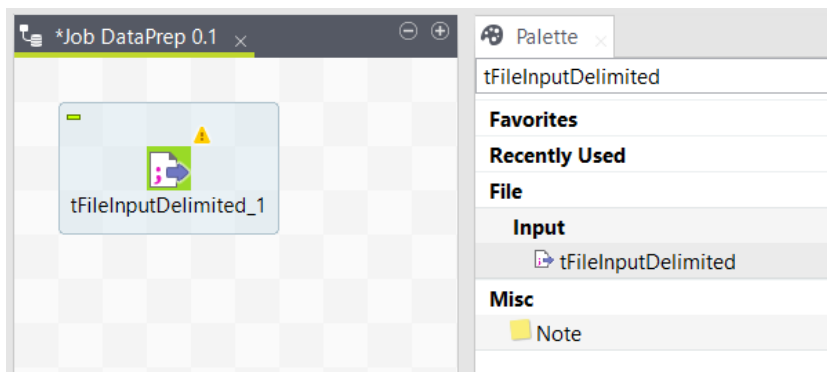 *Job DataPrep 0.1
tFileInputDelimited_1
Palette
tFileInputDelimited
Favorites
Recently Used
File
Input
tFileInputDelimited
Misc
Note